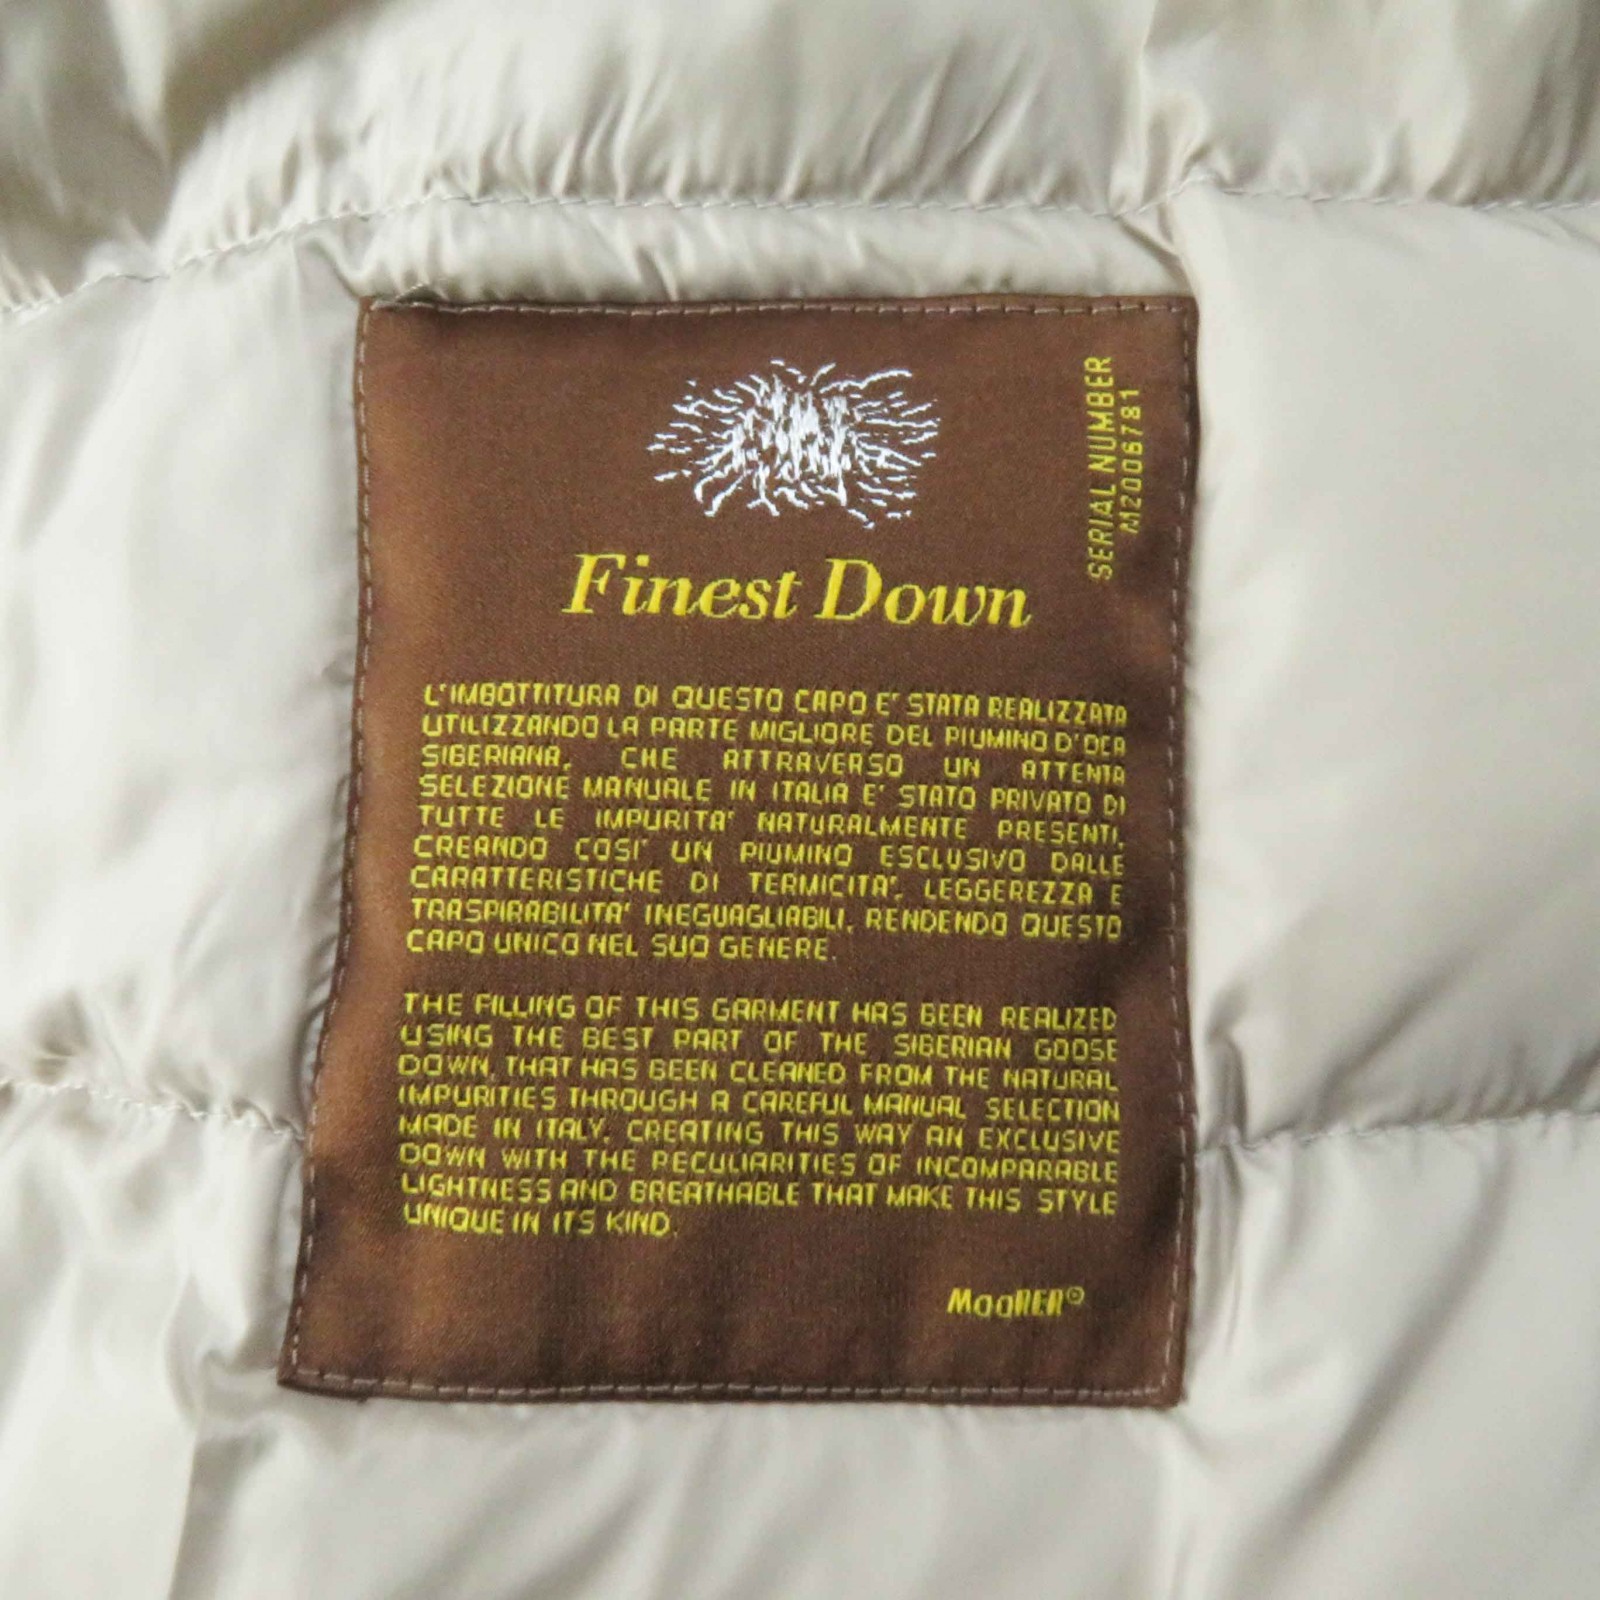 SERIAL NUMBER
M2006781
Finest Down
L'IMBOTTITURA DI QUESTO CAPO E' STATA REALIZZATA
UTILIZZANDO LA PARTE MIGLIORE DEL PIUMINO D'OCA
SIBERIANA, CHE ATTRAVERSO UN ATTENTA
SELEZIONE MANUALE IN ITALIA E' STATO PRIVATO DI
TUTTE LE IMPURITA' NATURALMENTE PRESENTI,
CREANDO COSI' UN PIUMINO ESCLUSIVO DALLE
CARATTERISTICHE DI TERMICITA', LEGGEREZZA E
TRASPIRABILITA' INEGUAGLIABILI, RENDENDO QUESTO
CAPO UNICO NEL SUO GENERE.
THE FILLING OF THIS GARMENT HAS BEEN REALIZED
USING THE BEST PART OF THE SIBERIAN GOOSE
DOWN, THAT HAS BEEN CLEANED FROM THE NATURAL
IMPURITIES THROUGH A CAREFUL MANUAL SELECTION
MADE IN ITALY, CREATING THIS WAY AN EXCLUSIVE
DOWN WITH THE PECULIARITIES OF INCOMPARABLE
LIGHTNESS AND BREATHABLE THAT MAKE THIS STYLE
UNIQUE IN ITS KIND.
MooRER®